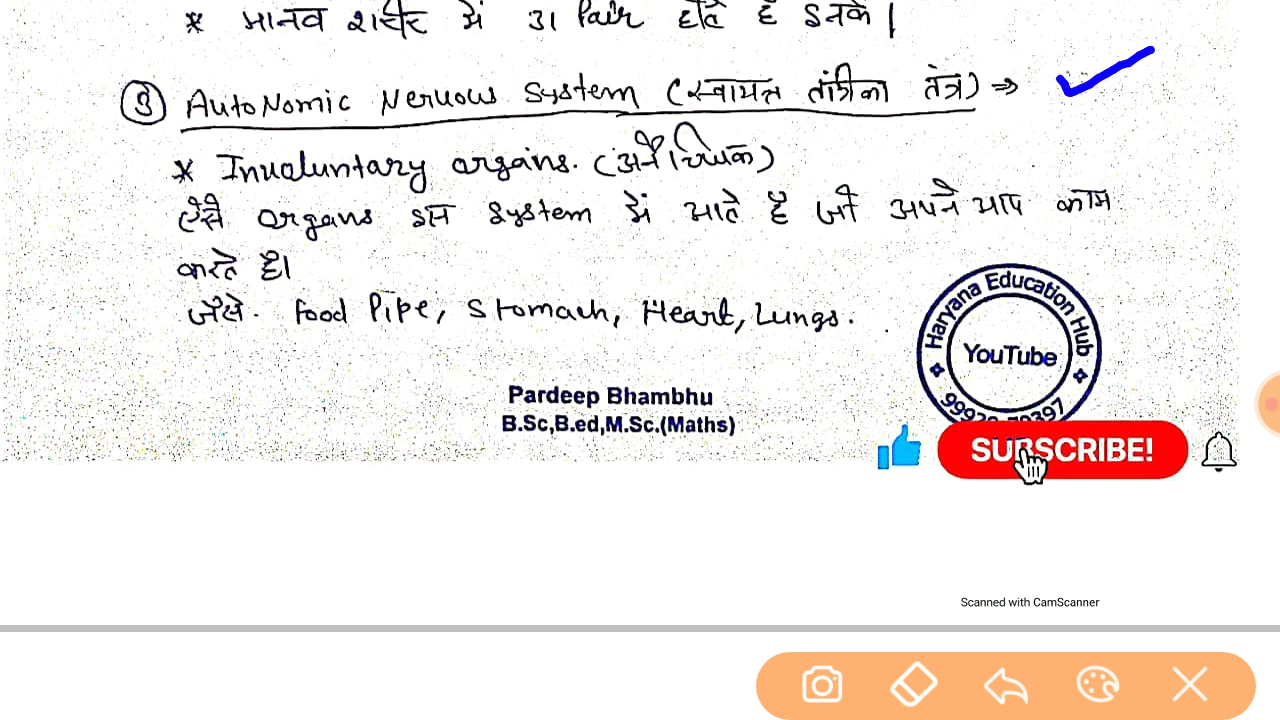 * मानव शरीर में 31 Pair होते है इनके।
③ Autonomic Nervous System (स्वायत्त तांत्रिका तंत्र) ⇒
* Invaluntary organs. (अनैच्छिक)
ऐसे organs इस system में आते है जो अपने आप काम
करते है।
जैसे. food Pipe, Stomach, Heart, Lungs.
Haryana Education Hub
YouTube
Pardeep Bhambhu
B.Sc,B.ed,M.Sc.(Maths)
SUBSCRIBE!
Scanned with CamScanner